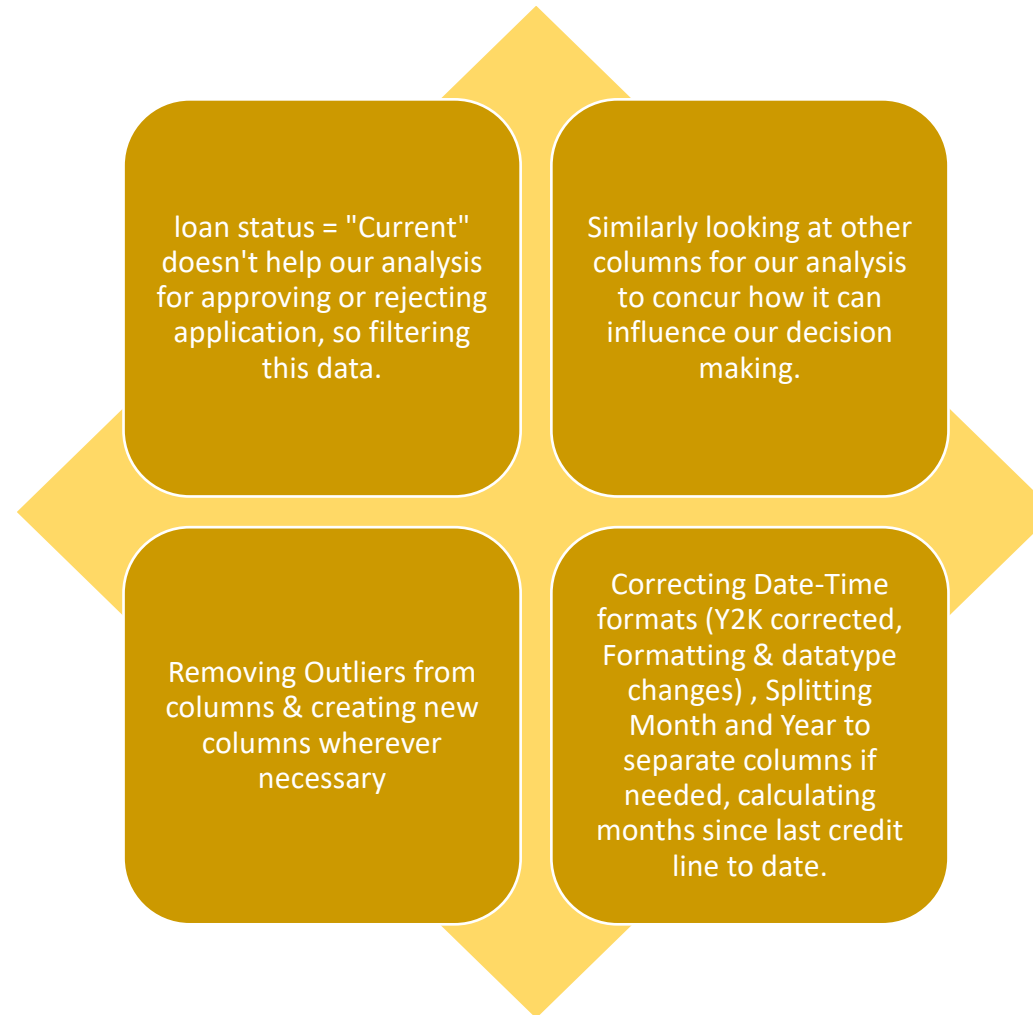 loan status = "Current"
doesn't help our analysis
for approving or rejecting
application, so filtering
this data.
Similarly looking at other
columns for our analysis
to concur how it can
influence our decision
making.
Removing Outliers from
columns & creating new
columns wherever
necessary
Correcting Date-Time
formats (Y2K corrected,
Formatting & datatype
changes) , Splitting
Month and Year to
separate columns if
needed, calculating
months since last credit
line to date.